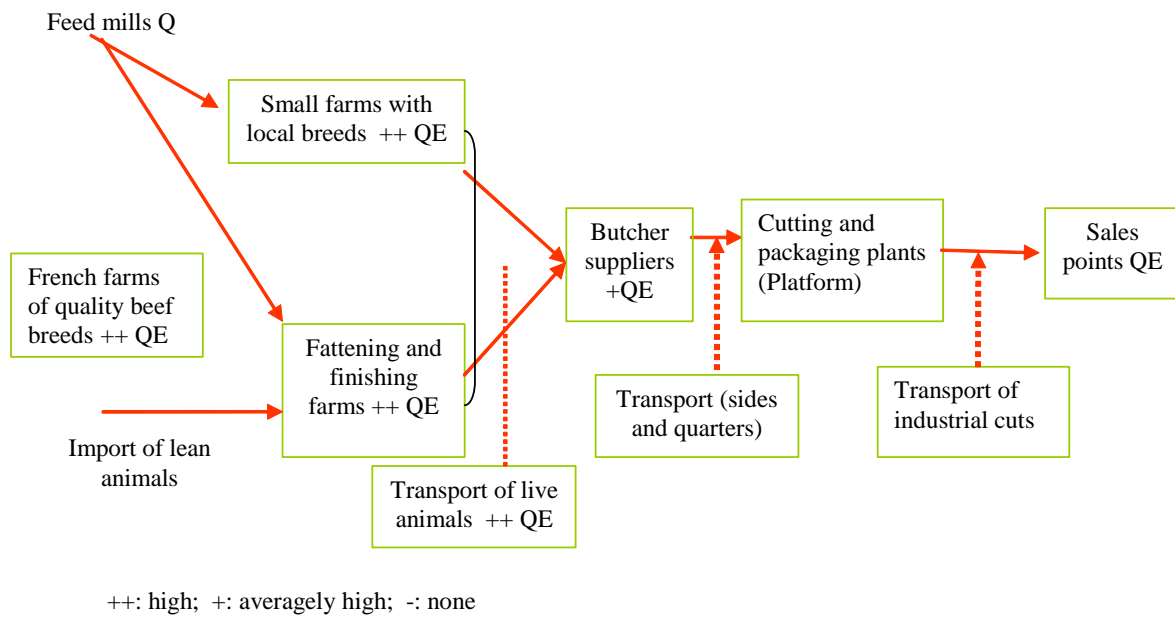 Feed mills Q
Small farms with
local breeds  ++ QE
Butcher
suppliers
+QE
Cutting and
packaging plants
(Platform)
Sales
points QE
French farms
of quality beef
breeds ++ QE
Fattening and
finishing
farms ++ QE
Import of lean
animals
Transport of live
animals  ++ QE
Transport (sides
and quarters)
Transport of
industrial cuts
++: high;  +: averagely high;  -: none